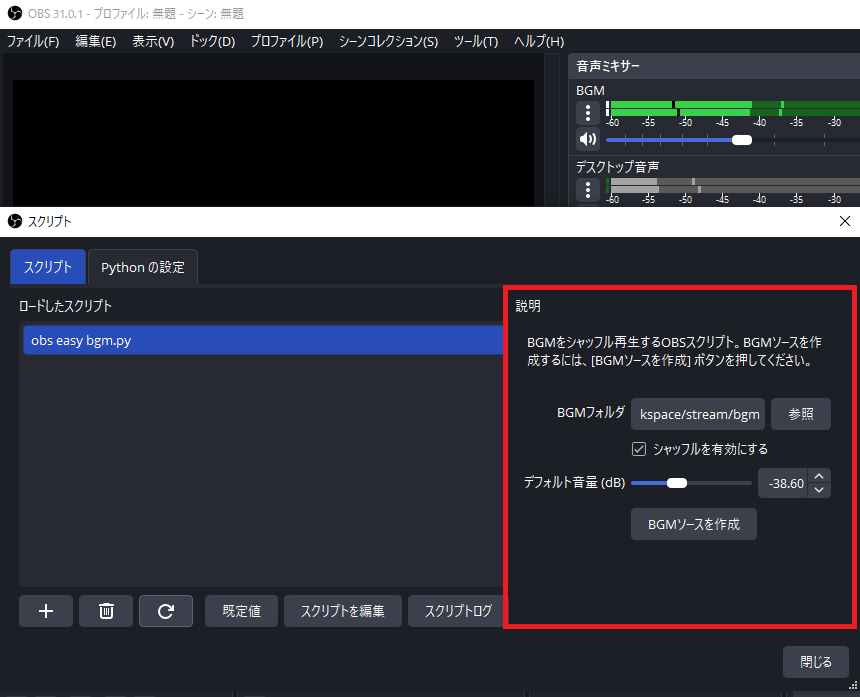 OBS 31.0.1 - プロファイル: 無題 - シーン: 無題
ファイル(F) 編集(E) 表示(V) ドック(D) プロファイル(P) シーンコレクション(S) ツール(T) ヘルプ(H)
音声ミキサー
BGM
-60 -55 -50 -45 -40 -35 -30
デスクトップ音声
-60 -55 -50 -45 -40 -35 -30
スクリプト
スクリプト Python の設定
ロードしたスクリプト
obs easy bgm.py
説明
BGMをシャッフル再生するOBSスクリプト。BGMソースを作
成するには、[BGMソースを作成] ボタンを押してください。
BGMフォルダ kspace/stream/bgm 参照
シャッフルを有効にする
デフォルト音量 (dB) -38.60
BGMソースを作成
既定値 スクリプトを編集 スクリプトログ
閉じる